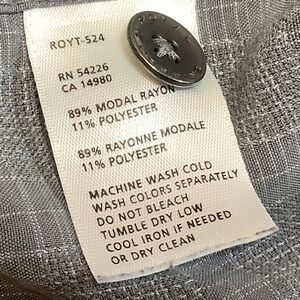 ROYT-S24
RN 54226
CA 14980
89% MODAL RAYON
11% POLYESTER
89% RAYONNE MODALE
11% POLYESTER
MACHINE WASH COLD
WASH COLORS SEPARATELY
DO NOT BLEACH
TUMBLE DRY LOW
COOL IRON IF NEEDED
OR DRY CLEAN